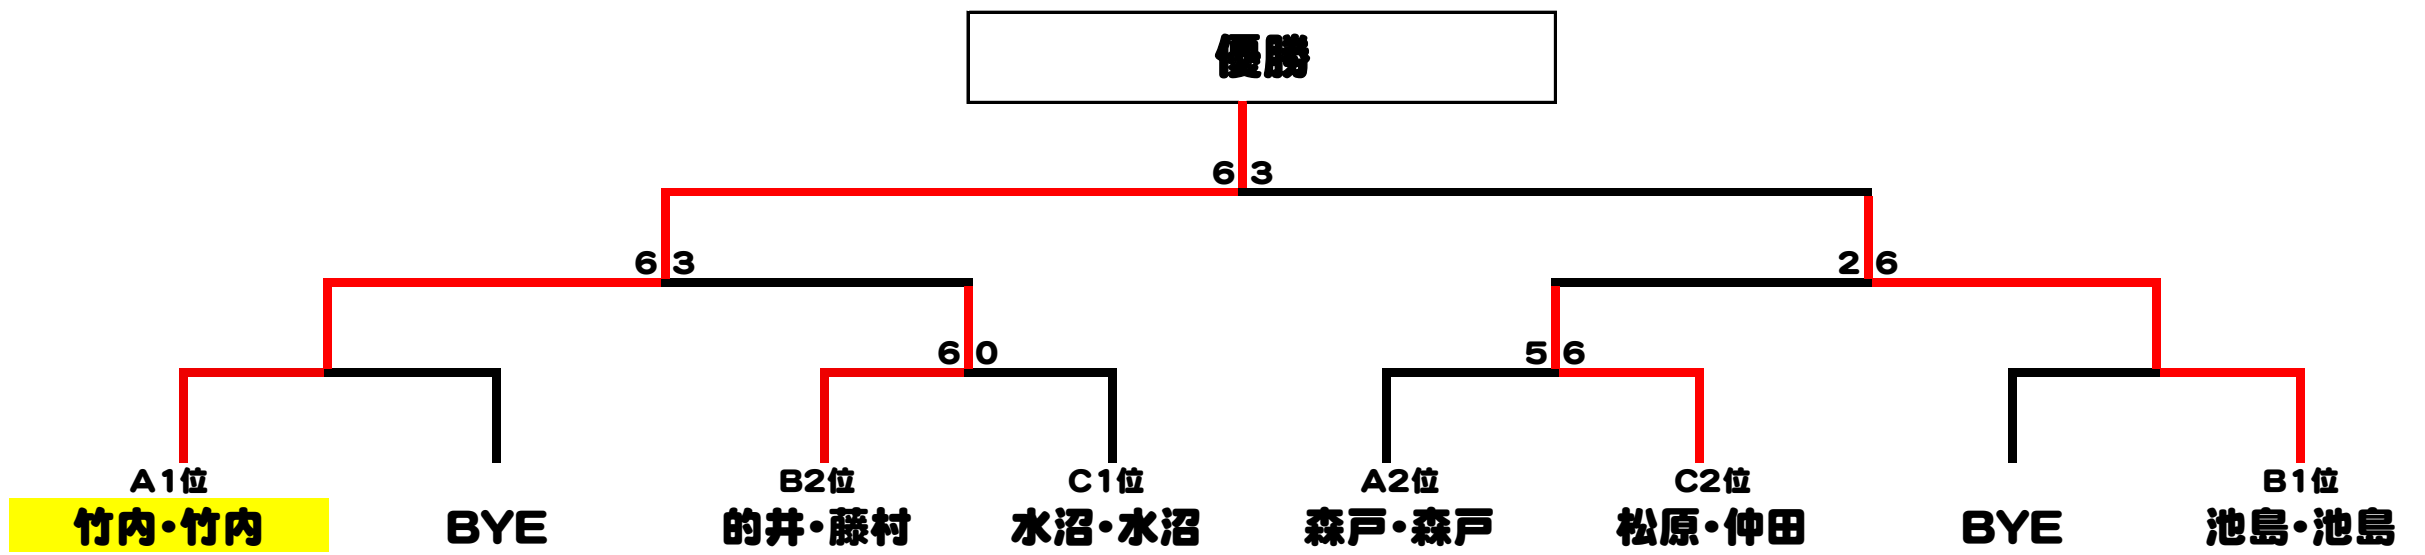 優勝
6 3
6 3
2 6
6 0
5 6
A1位
B2位
C1位
A2位
C2位
B1位
竹内・竹内
BYE
的井・藤村
水沼・水沼
森戸・森戸
松原・仲田
BYE
池島・池島